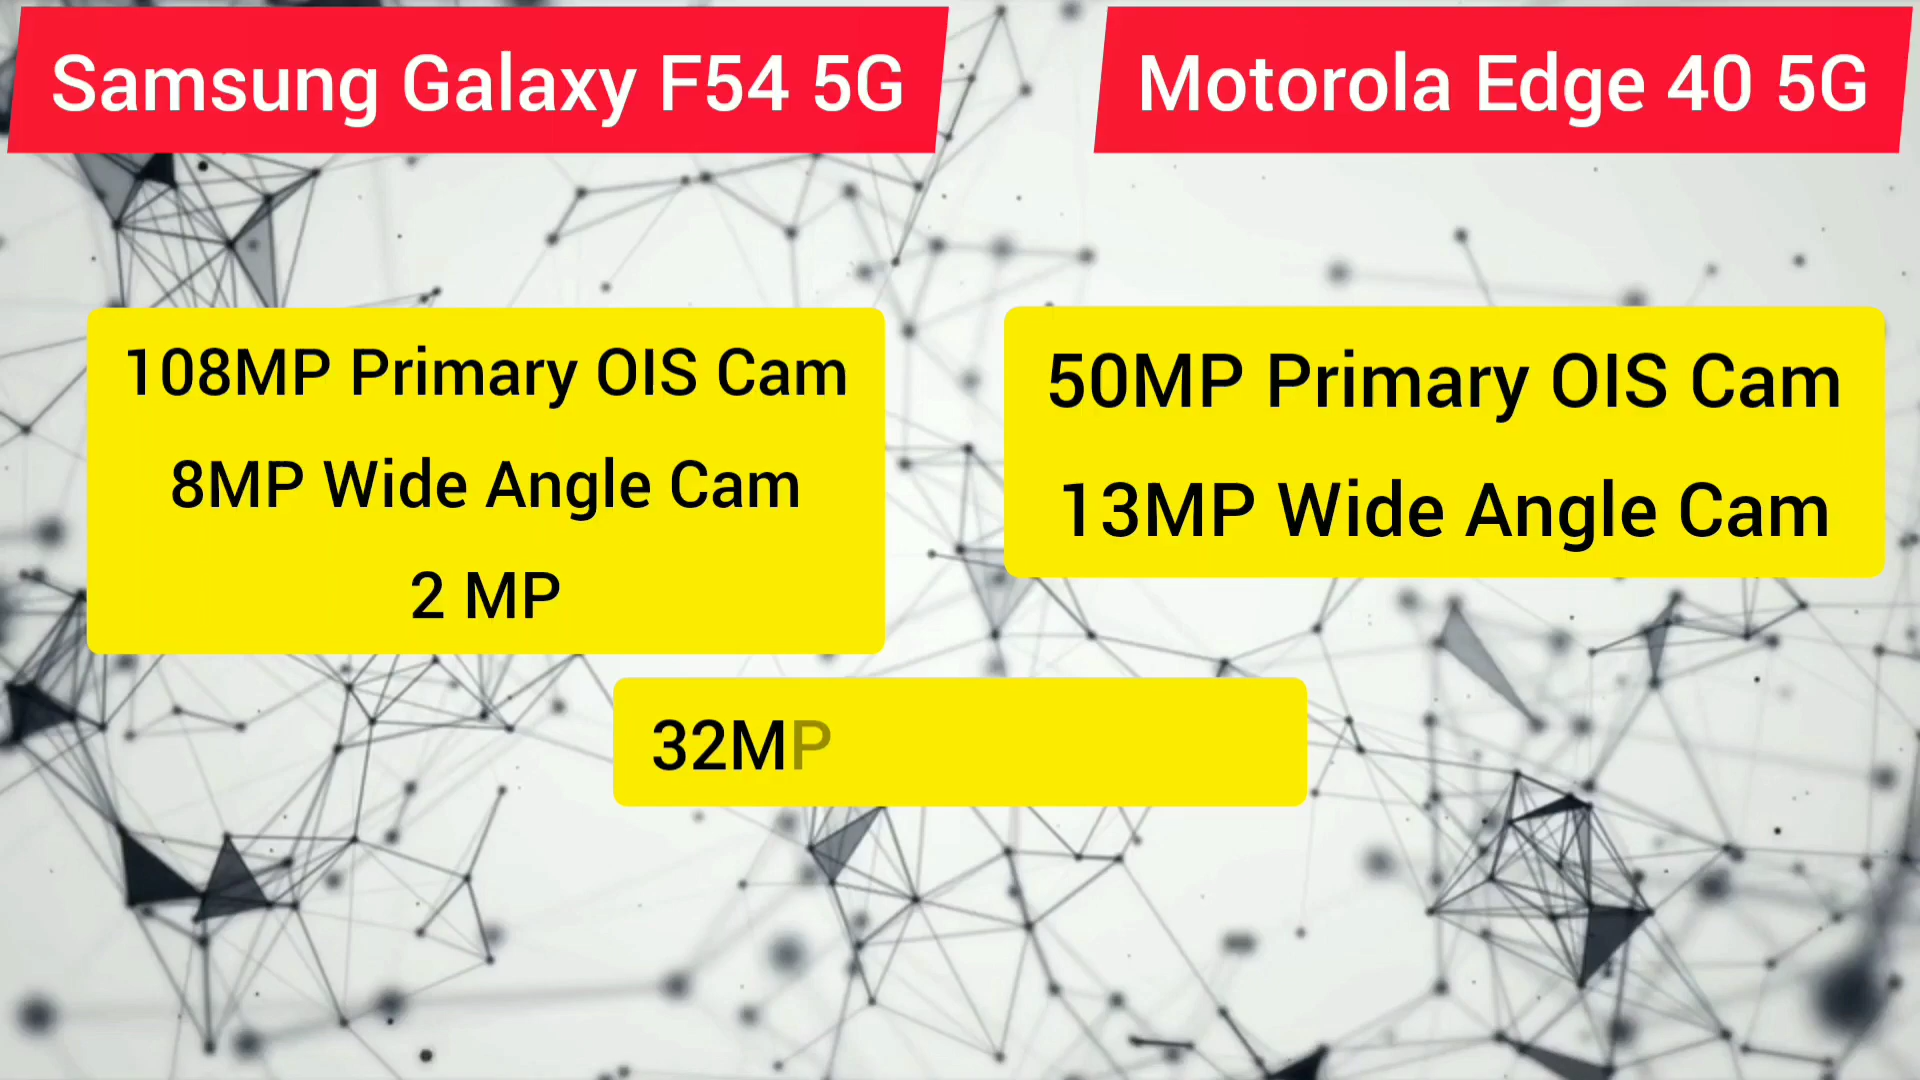 Samsung Galaxy F54 5G
Motorola Edge 40 5G
108MP Primary OIS Cam
8MP Wide Angle Cam
2 MP
50MP Primary OIS Cam
13MP Wide Angle Cam
32MP